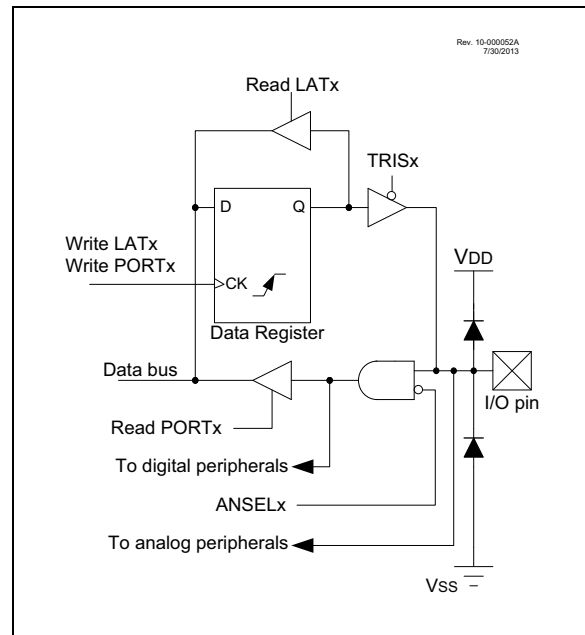 Rev. 10-000052A
7/30/2013
Read LATx
TRISx
D
Q
Write LATx
Write PORTx
CK
VDD
Data Register
Data bus
I/O pin
Read PORTx
To digital peripherals
ANSELx
To analog peripherals
VSS